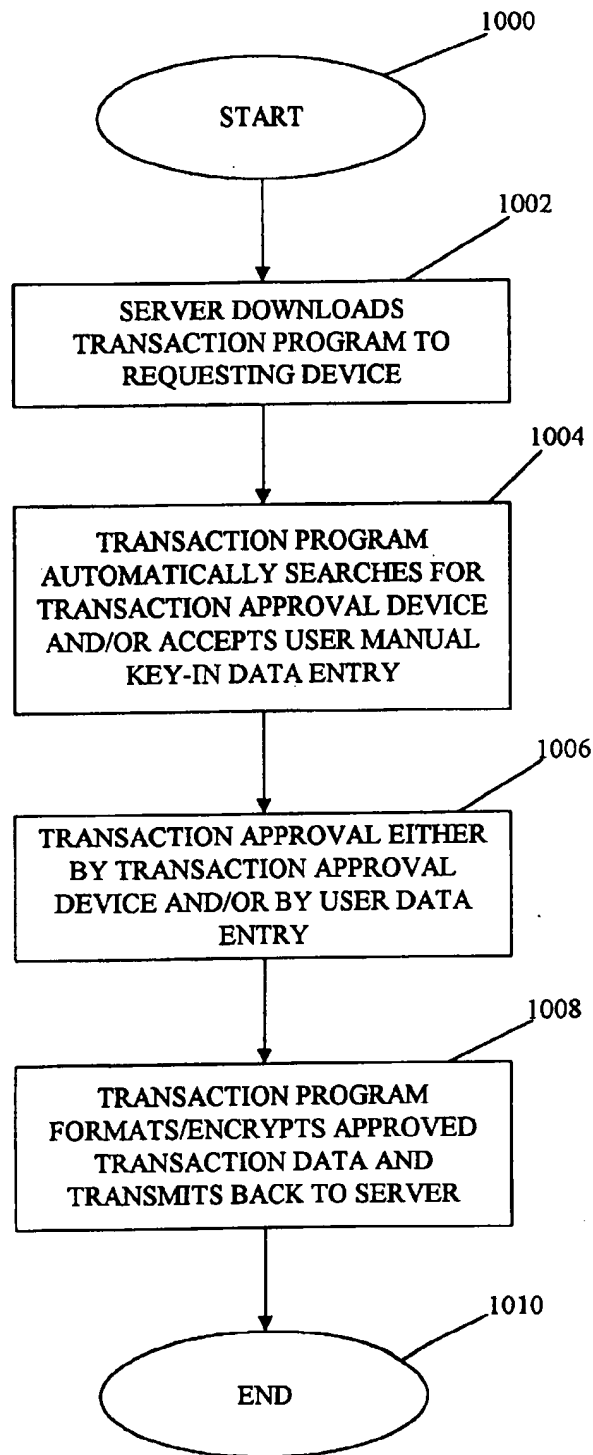 1000
START
1002
SERVER DOWNLOADS
TRANSACTION PROGRAM TO
REQUESTING DEVICE
1004
TRANSACTION PROGRAM
AUTOMATICALLY SEARCHES FOR
TRANSACTION APPROVAL DEVICE
AND/OR ACCEPTS USER MANUAL
KEY-IN DATA ENTRY
1006
TRANSACTION APPROVAL EITHER
BY TRANSACTION APPROVAL
DEVICE AND/OR BY USER DATA
ENTRY
1008
TRANSACTION PROGRAM
FORMATS/ENCRYPTS APPROVED
TRANSACTION DATA AND
TRANSMITS BACK TO SERVER
1010
END